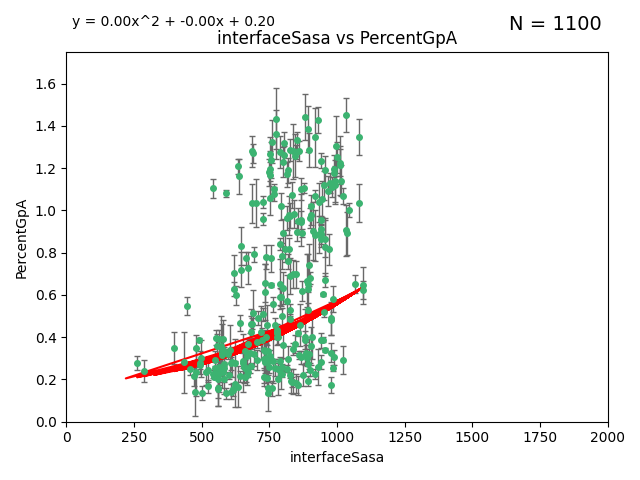 y = 0.00x^2 + -0.00x + 0.20
N = 1100
interfaceSasa vs PercentGpA
PercentGpA
1.6
1.4
1.2
1.0
0.8
0.6
0.4
0.2
0.0
0 250 500 750 1000 1250 1500 1750 2000
interfaceSasa